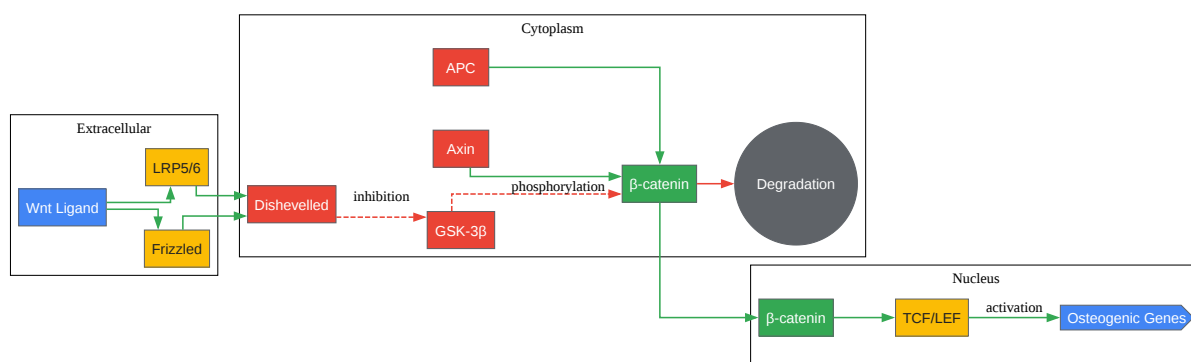 Cytoplasm
APC
Extracellular
Axin
LRP5/6
Wnt Ligand
Frizzled
Dishevelled
inhibition
GSK-3β
phosphorylation
β-catenin
Degradation
Nucleus
β-catenin
TCF/LEF
activation
Osteogenic Genes